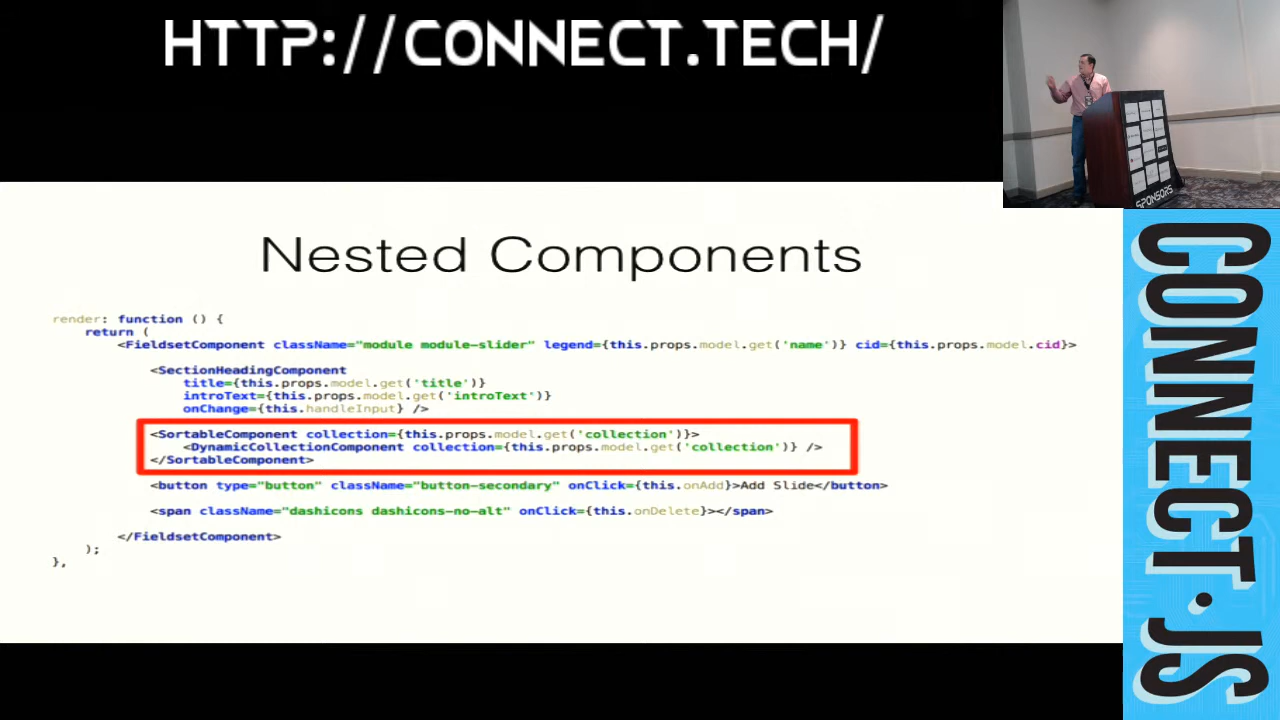 HTTP://CONNECT.TECH/
SPONSORS
Nested Components
render: function () {
return (
<FieldsetComponent className="module module-slider" legend={this.props.model.get('name')} cid={this.props.model.cid}>
<SectionHeadingComponent
title={this.props.model.get('title')}
introText={this.props.model.get('introText')}
onChange={this.handleInput} />
<SortableComponent collection={this.props.model.get('collection')}>
<DynamicCollectionComponent collection={this.props.model.get('collection')} />
</SortableComponent>
<button type="button" className="button-secondary" onClick={this.onAdd}>Add Slide</button>
<span className="dashicons dashicons-no-alt" onClick={this.onDelete}></span>
</FieldsetComponent>
);
},
CONNECT.JS